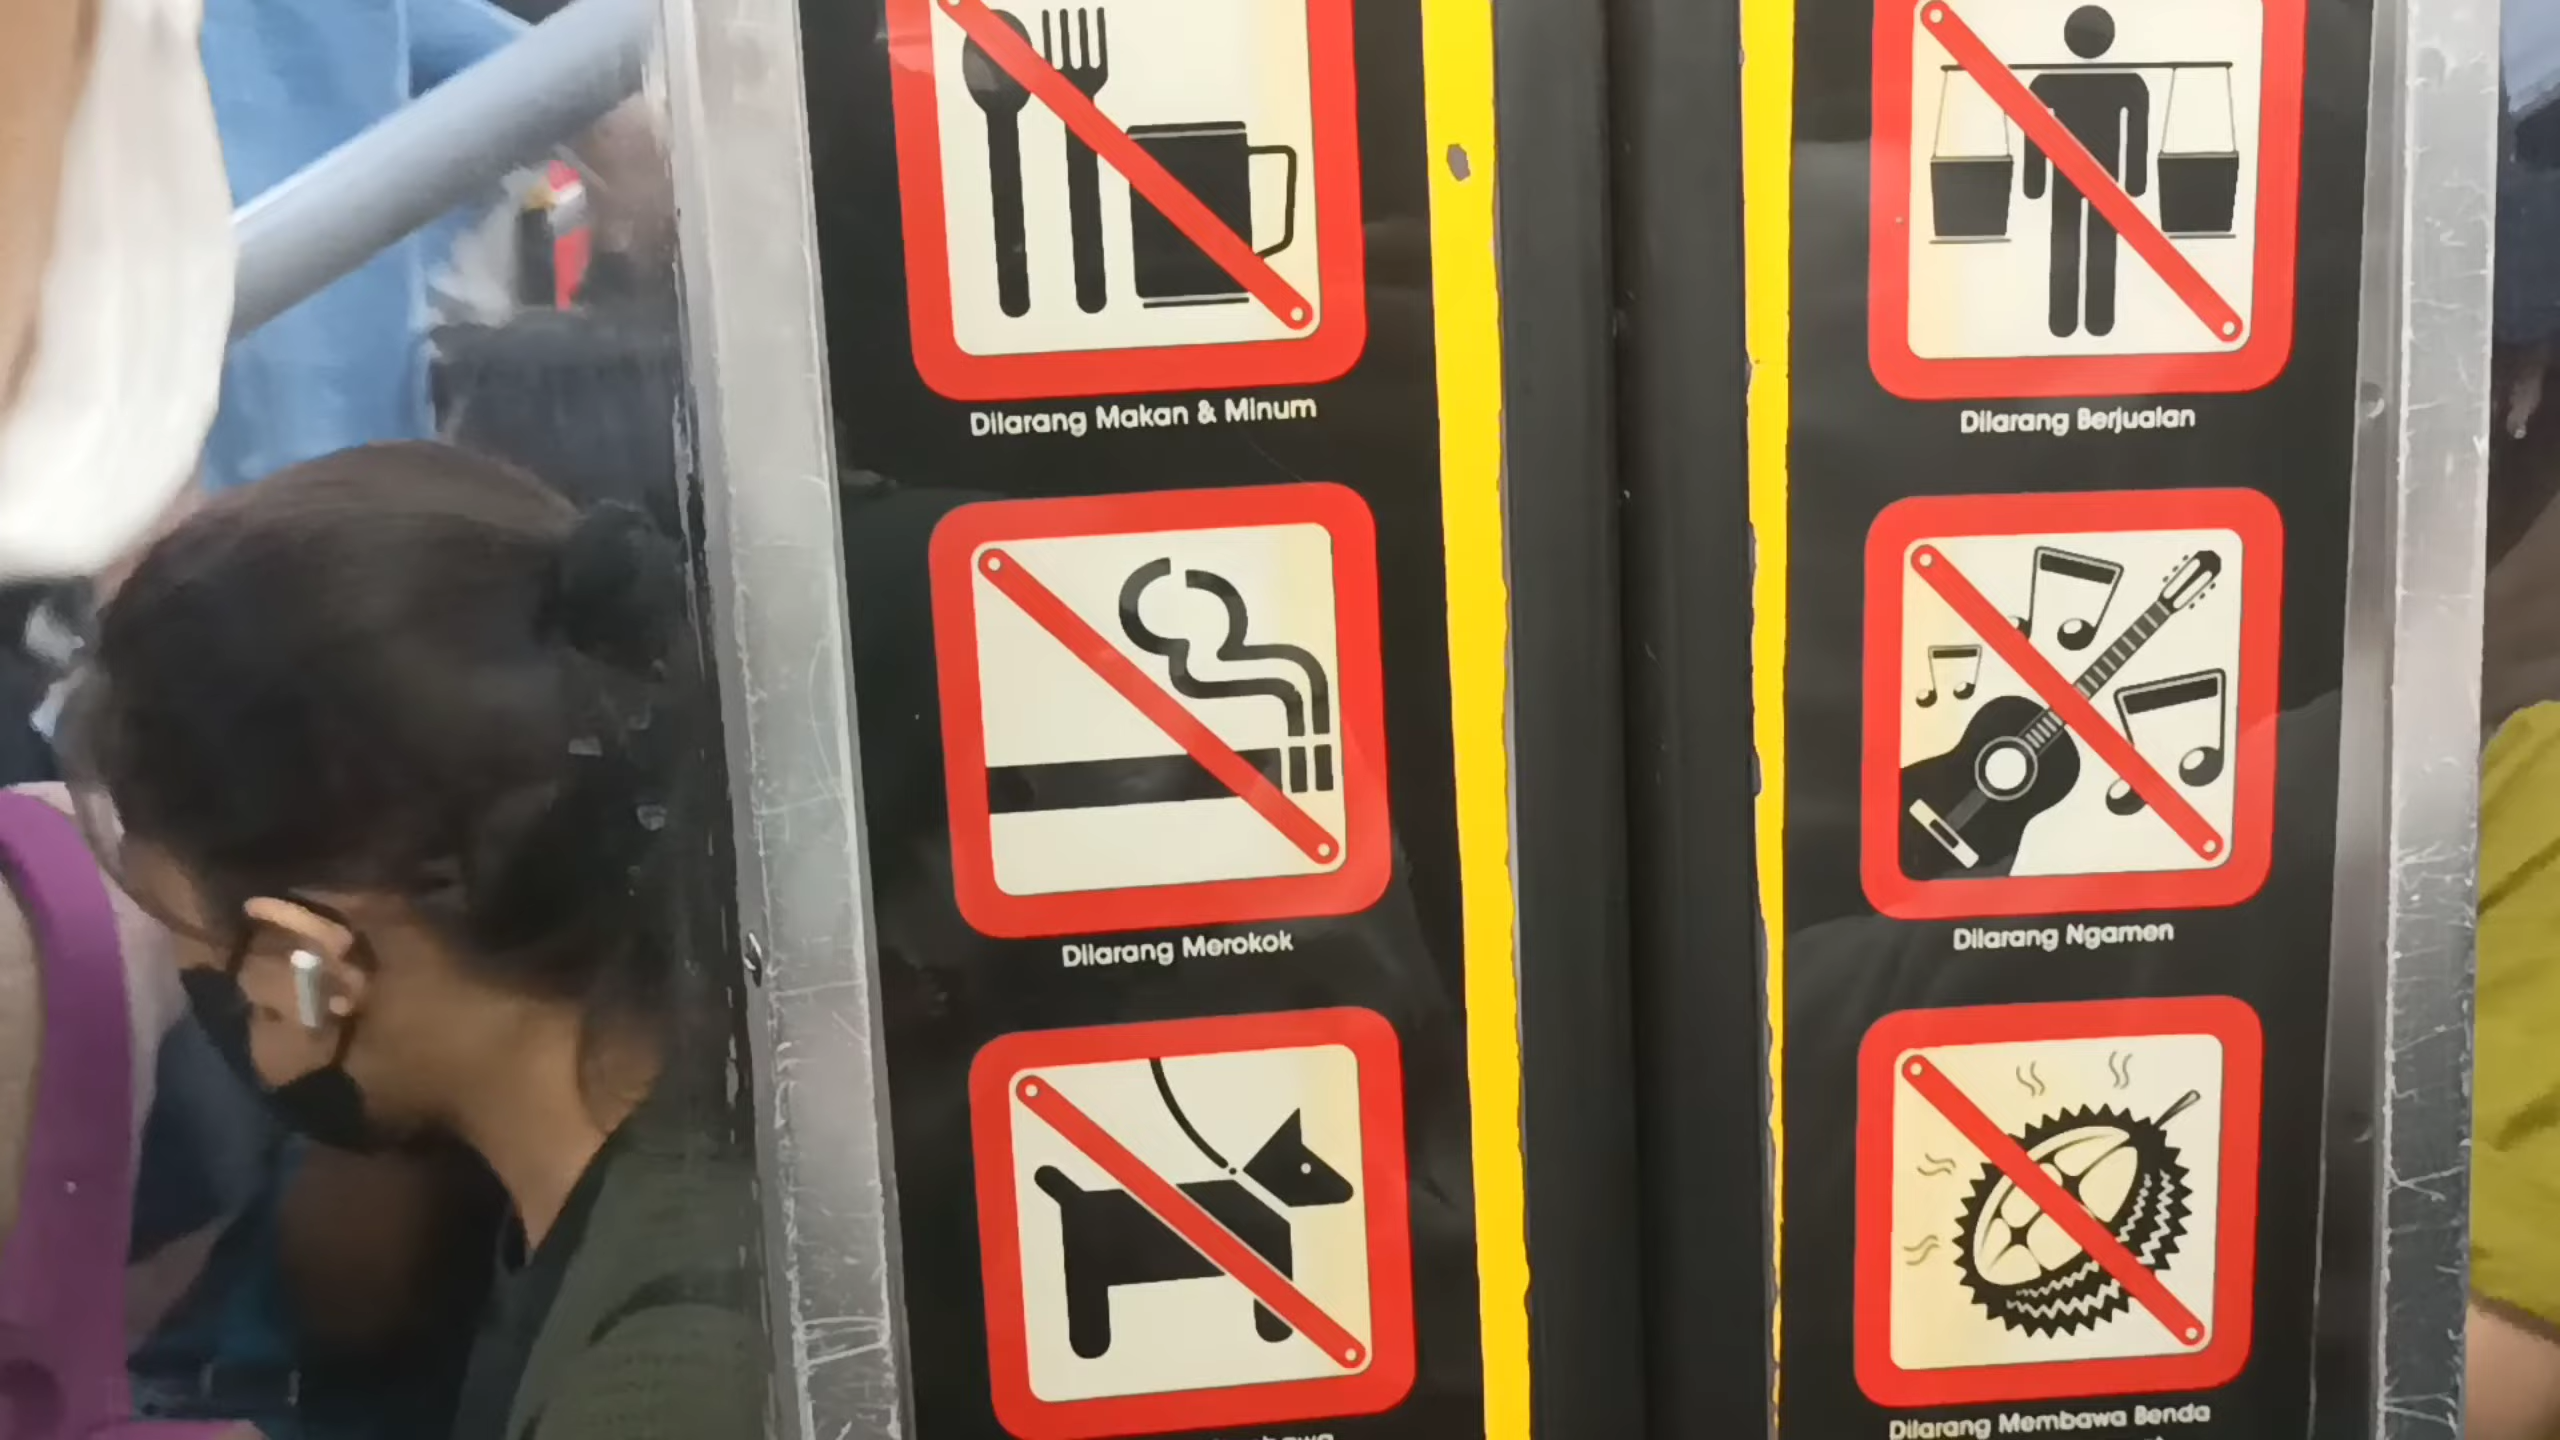 Dilarang Makan & Minum
Dilarang Merokok
Dilarang Berjualan
Dilarang Ngamen
Dilarang Membawa Benda